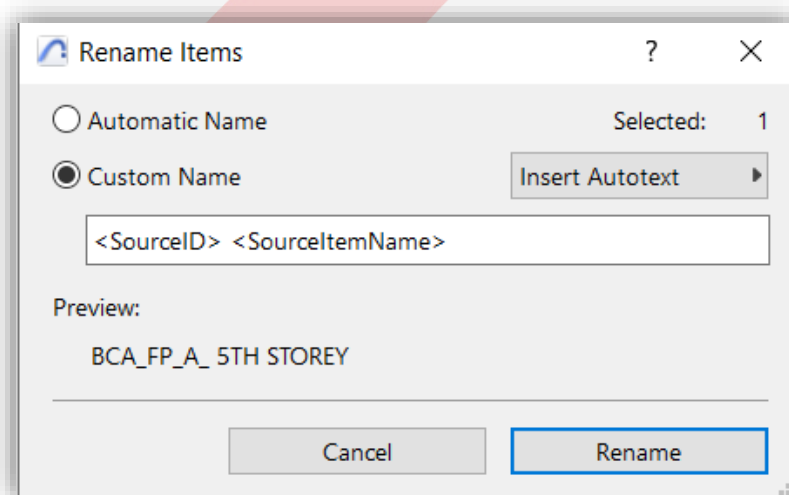 Rename Items ?
Automatic Name Selected: 1
Custom Name Insert Autotext
<SourceID> <SourceItemName>
Preview:
BCA_FP_A_ 5TH STOREY
Cancel Rename